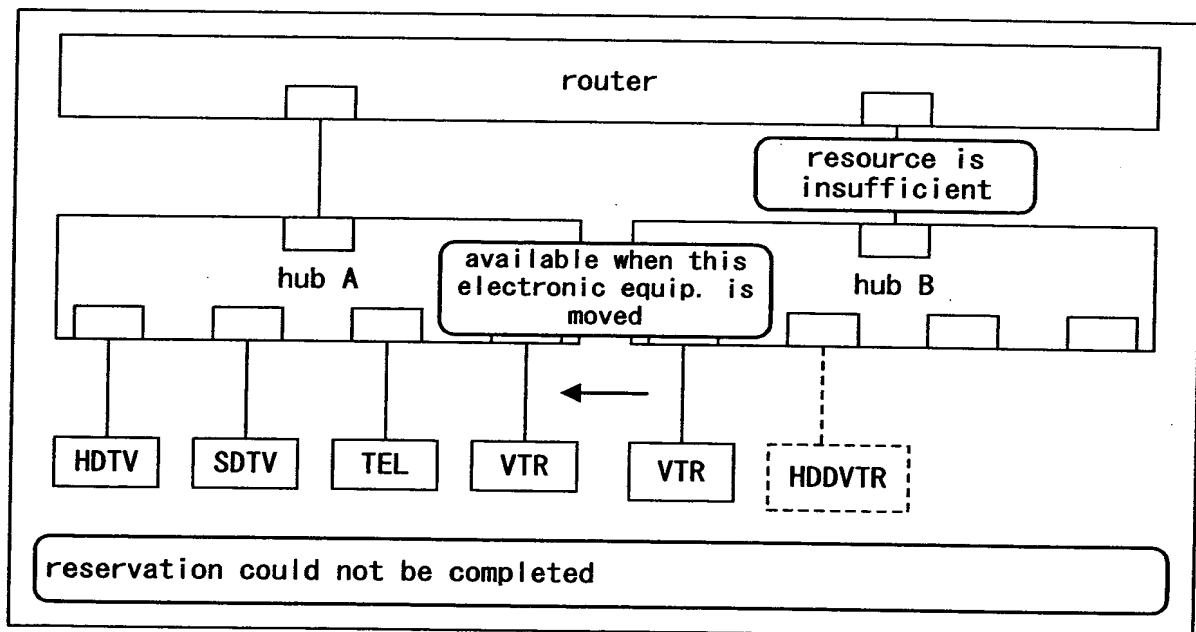 router
resource is
insufficient
hub A
available when this
electronic equip. is
moved
hub B
HDTV
SDTV
TEL
VTR
VTR
HDDVTR
reservation could not be completed